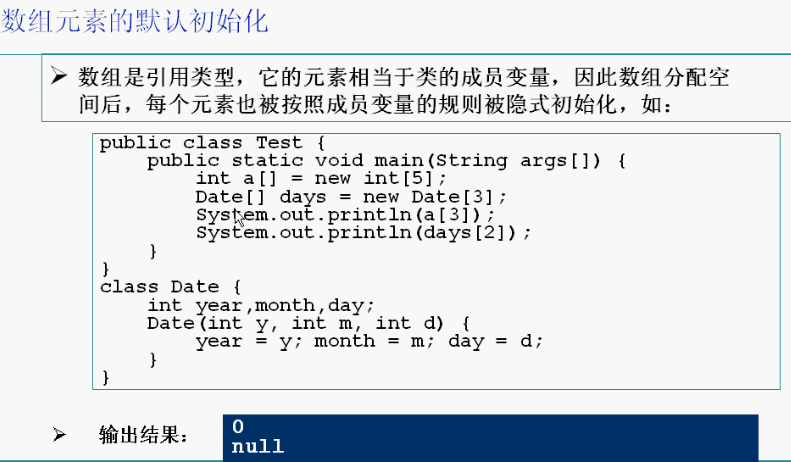 数组元素的默认初始化
➢ 数组是引用类型，它的元素相当于类的成员变量，因此数组分配空
间后，每个元素也被按照成员变量的规则被隐式初始化，如：
public class Test {
    public static void main(String args[]) {
        int a[] = new int[5];
        Date[] days = new Date[3];
        System.out.println(a[3]);
        System.out.println(days[2]);
    }
}
class Date {
    int year,month,day;
    Date(int y, int m, int d) {
        year = y; month = m; day = d;
    }
}
➢ 输出结果：
0
null